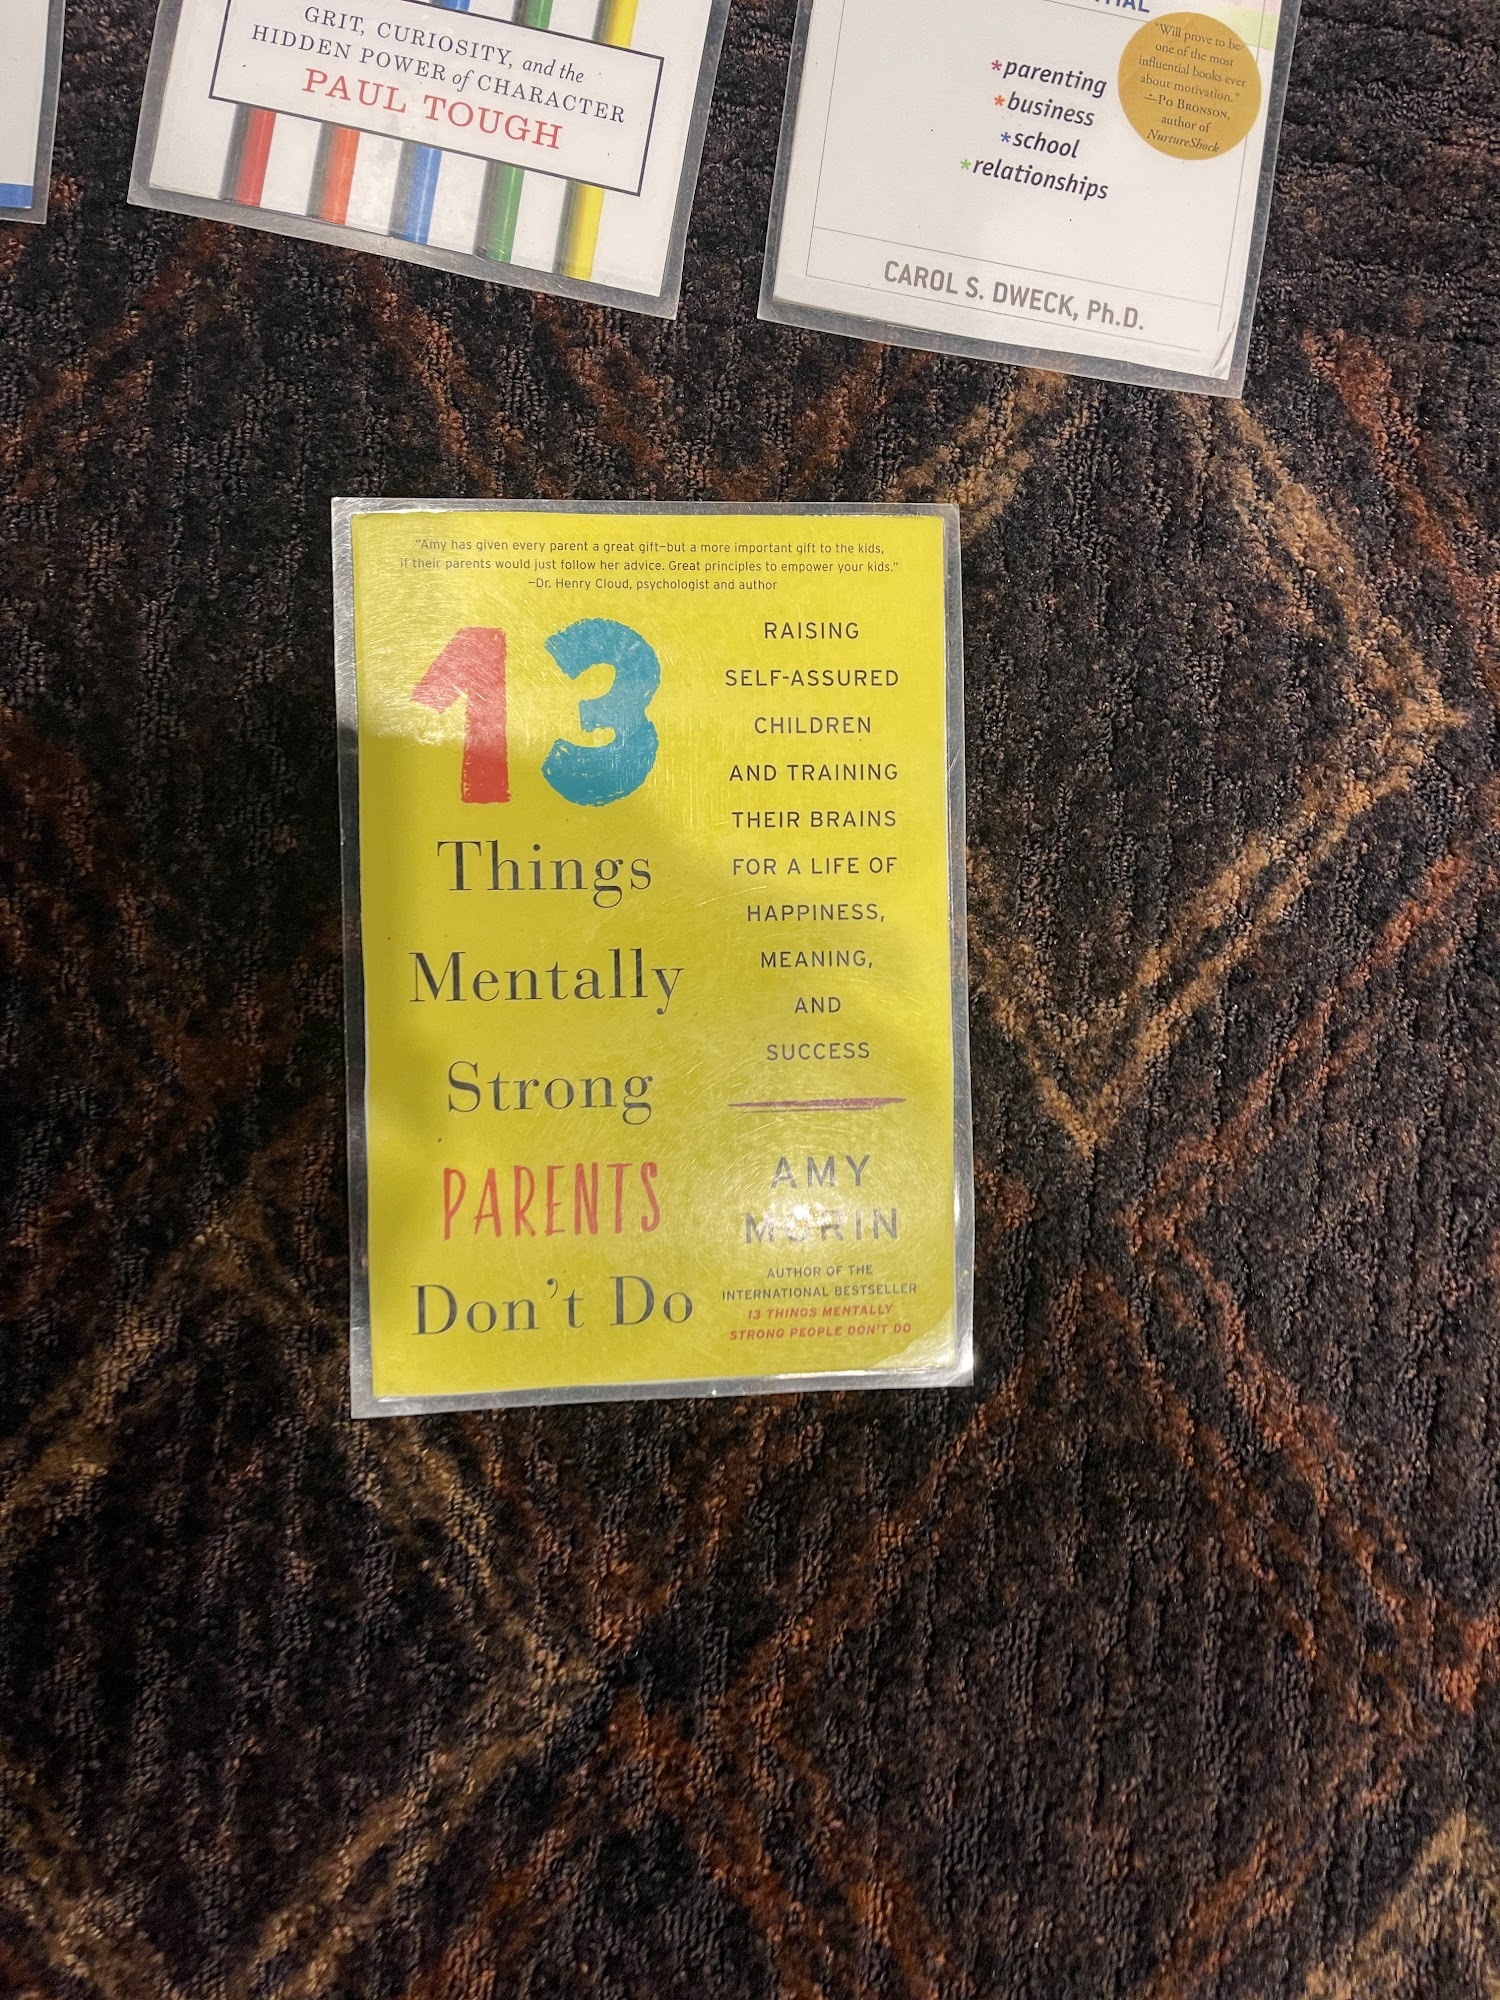 GRIT, CURIOSITY, and the
HIDDEN POWER of CHARACTER
PAUL TOUGH
*parenting
*business
*school
*relationships
"Will prove to be
one of the most
influential books ever
about motivation."
—Po Bronson,
author of
NurtureShock
CAROL S. DWECK, Ph.D.
"Amy has given every parent a great gift—but a more important gift to the kids,
if their parents would just follow her advice. Great principles to empower your kids."
—Dr. Henry Cloud, psychologist and author
13
Things
Mentally
Strong
PARENTS
Don't Do
RAISING
SELF-ASSURED
CHILDREN
AND TRAINING
THEIR BRAINS
FOR A LIFE OF
HAPPINESS,
MEANING,
AND
SUCCESS
AMY
MORIN
AUTHOR OF THE
INTERNATIONAL BESTSELLER
13 THINGS MENTALLY
STRONG PEOPLE DON'T DO